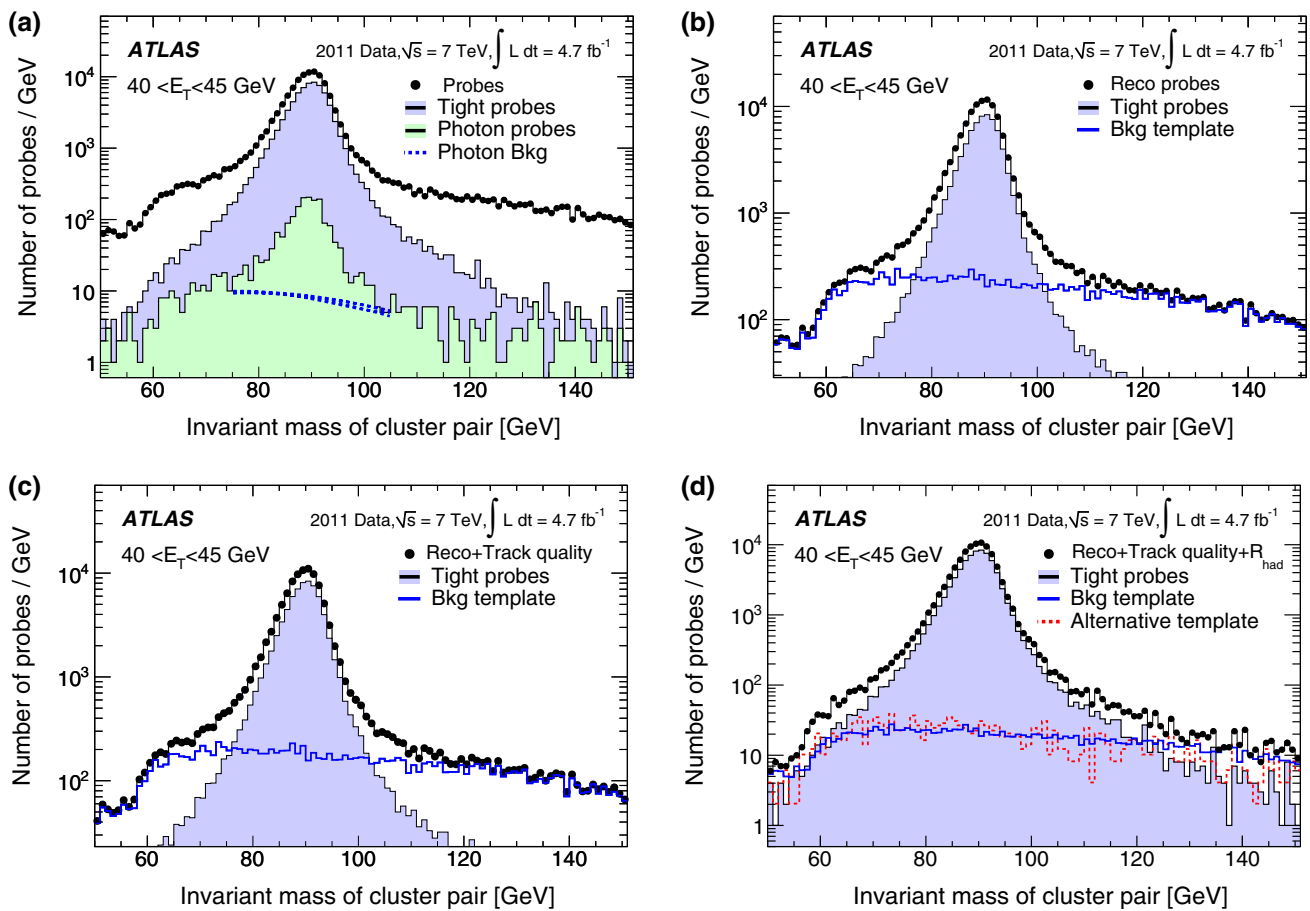 (a)
ATLAS
2011 Data, √s = 7 TeV, ∫ L dt = 4.7 fb⁻¹
40 <E_T<45 GeV
Probes
Tight probes
Photon probes
Photon Bkg
Number of probes / GeV
10⁴
10³
10²
10
1
60 80 100 120 140
Invariant mass of cluster pair [GeV]
(b)
ATLAS
2011 Data, √s = 7 TeV, ∫ L dt = 4.7 fb⁻¹
40 <E_T<45 GeV
Reco probes
Tight probes
Bkg template
Number of probes / GeV
10⁴
10³
10²
60 80 100 120 140
Invariant mass of cluster pair [GeV]
(c)
ATLAS
2011 Data, √s = 7 TeV, ∫ L dt = 4.7 fb⁻¹
40 <E_T<45 GeV
Reco+Track quality
Tight probes
Bkg template
Number of probes / GeV
10⁴
10³
10²
60 80 100 120 140
Invariant mass of cluster pair [GeV]
(d)
ATLAS
2011 Data, √s = 7 TeV, ∫ L dt = 4.7 fb⁻¹
40 <E_T<45 GeV
Reco+Track quality+R_had
Tight probes
Bkg template
Alternative template
Number of probes / GeV
10⁴
10³
10²
10
1
60 80 100 120 140
Invariant mass of cluster pair [GeV]